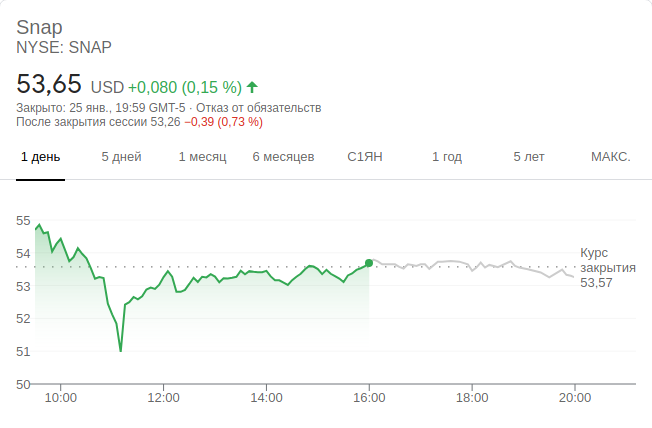 Snap
NYSE: SNAP
53,65 USD +0,080 (0,15 %)
Закрыто: 25 янв., 19:59 GMT-5 · Отказ от обязательств
После закрытия сессии 53,26 −0,39 (0,73 %)
1 день 5 дней 1 месяц 6 месяцев С1ЯН 1 год 5 лет МАКС.
55
54
53
52
51
50
Курс
закрытия
53,57
10:00 12:00 14:00 16:00 18:00 20:00